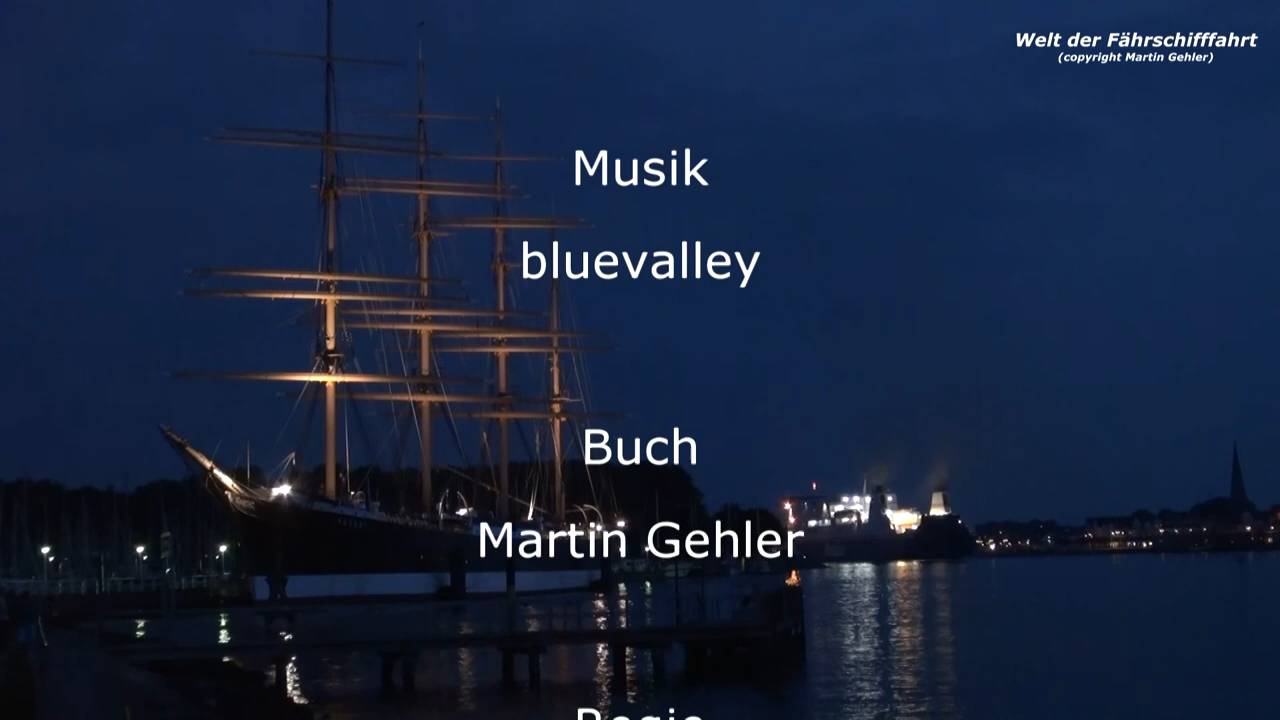 Welt der Fährschifffahrt
(copyright Martin Gehler)
Musik
bluevalley
Buch
Martin Gehler